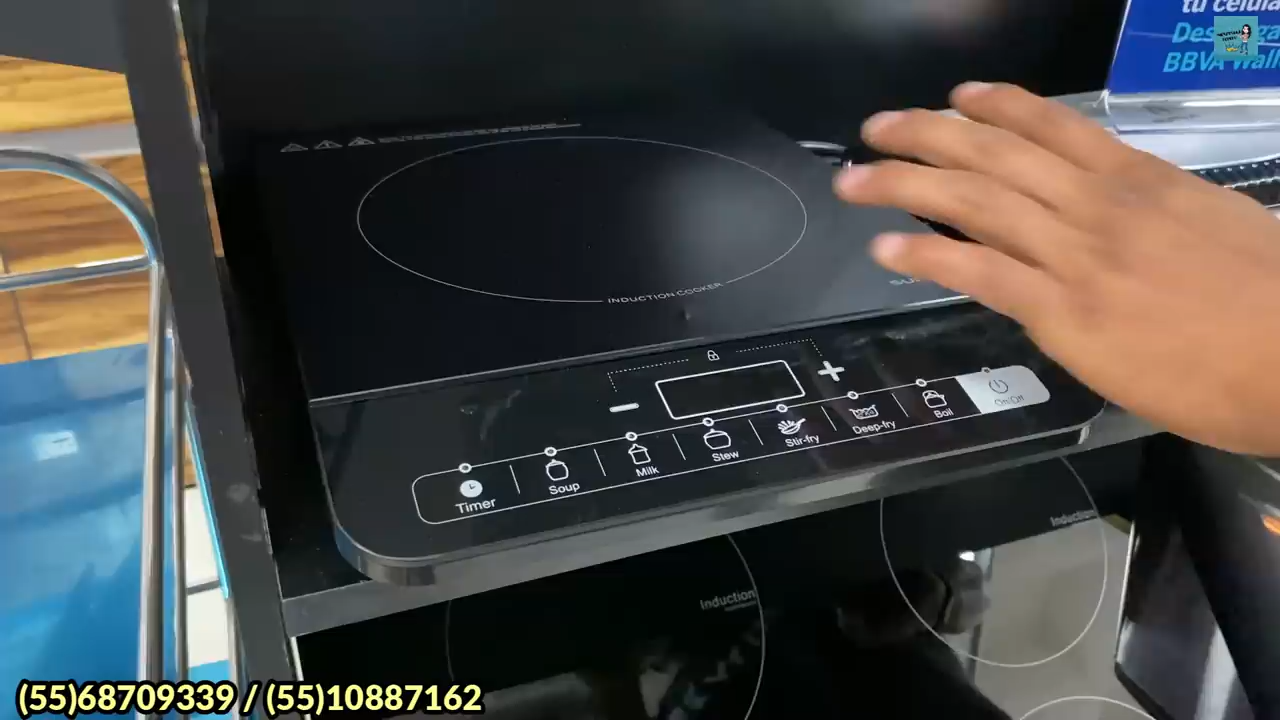 tu celula
BBVA Wall
INDUCTION COOKER
Timer
Soup
Milk
Stew
Stir-fry
Deep-fry
Boil
On/Off
Induction
Induction
(55)68709339 / (55)10887162